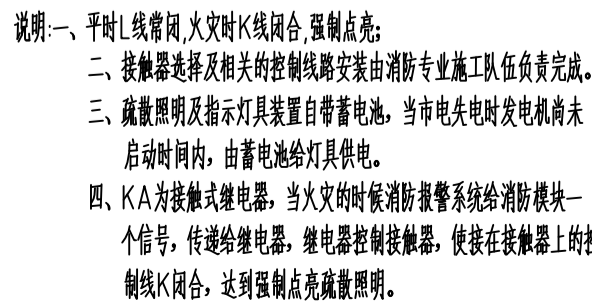 说明:一、平时L线常闭,火灾时K线闭合,强制点亮;
二、接触器选择及相关的控制线路安装由消防专业施工队伍负责完成。
三、疏散照明及指示灯具装置自带蓄电池，当市电失电时发电机尚未
启动时间内，由蓄电池给灯具供电。
四、KA为接触式继电器，当火灾的时候消防报警系统给消防模块一
个信号，传递给继电器，继电器控制接触器，使接在接触器上的控
制线K闭合，达到强制点亮疏散照明。